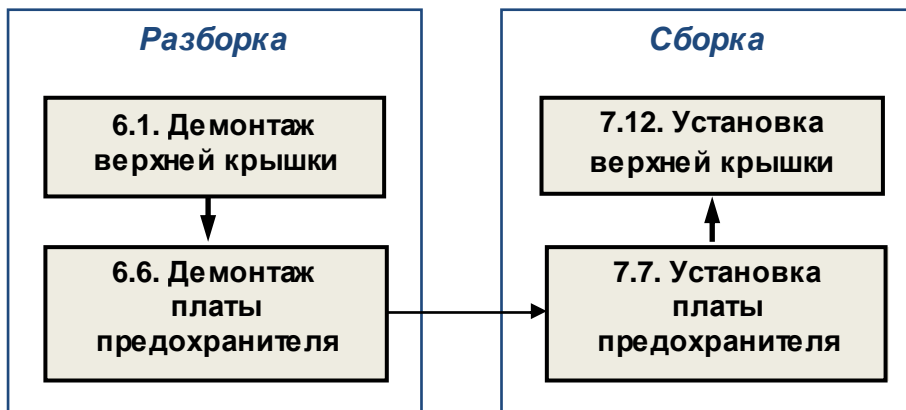 Разборка
6.1. Демонтаж
верхней крышки
6.6. Демонтаж
платы
предохранителя
Сборка
7.12. Установка
верхней крышки
7.7. Установка
платы
предохранителя